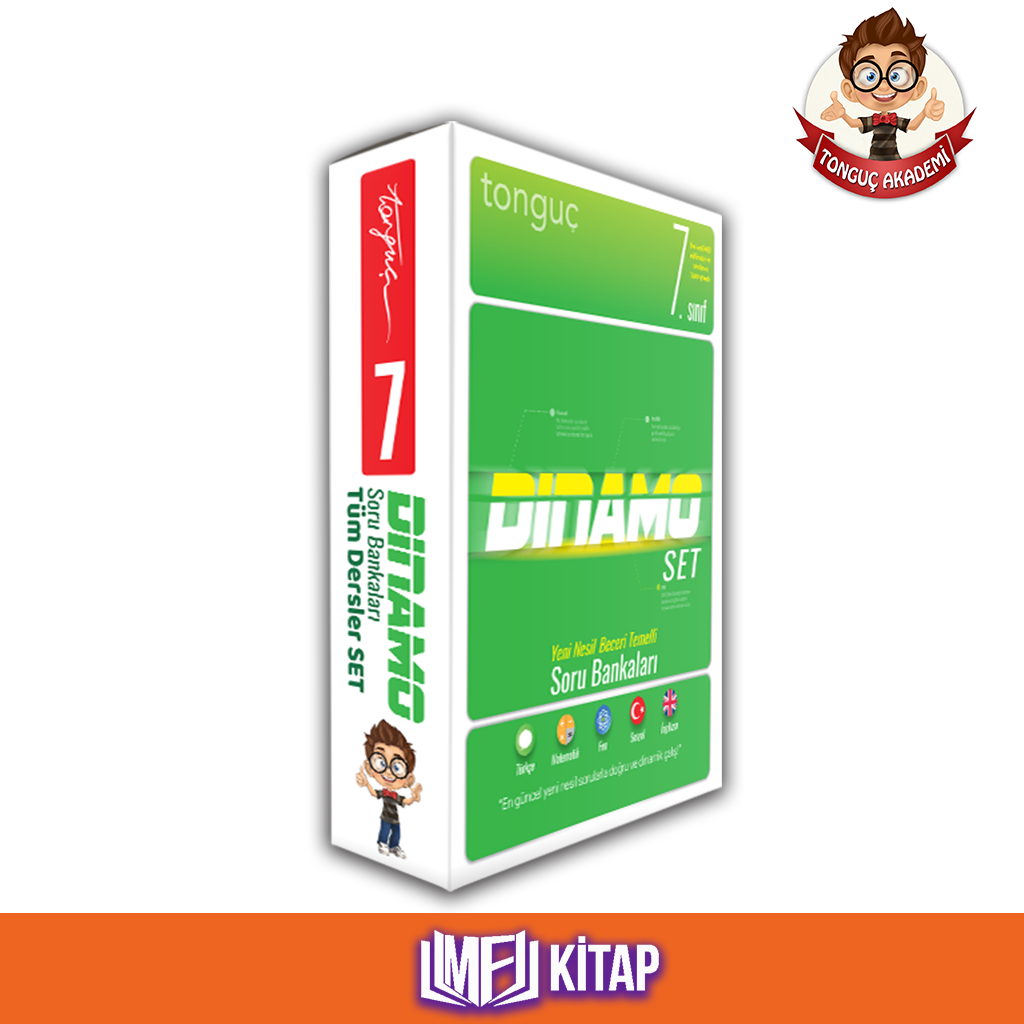 TONGUÇ AKADEMİ
tonguç
7
DİNAMO
Soru Bankaları
Tüm Dersler SET
tonguç
7. sınıf
DİNAMO
SET
Yeni Nesil Beceri Temelli
Soru Bankaları
Türkçe
Matematik
Fen
Sosyal
İngilizce
"En güncel yeni nesil sorularla doğru ve dinamik çalış!"
MF KİTAP